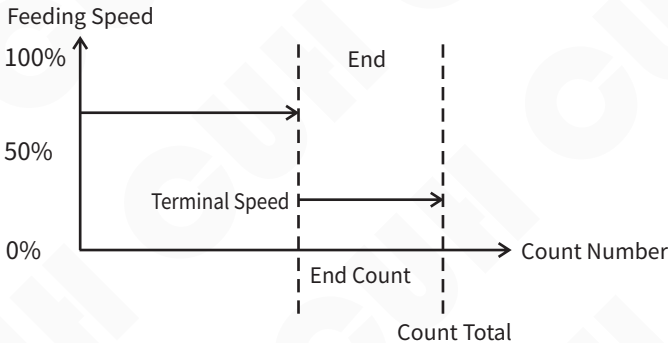 Feeding Speed
100%
End
50%
Terminal Speed
0%
Count Number
End Count
Count Total